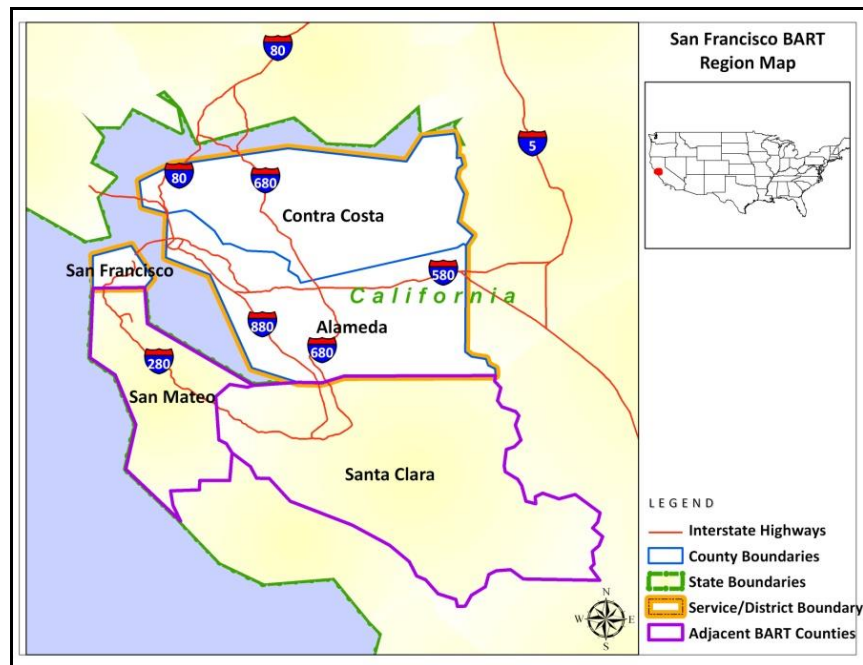 San Francisco BART
Region Map
80
5
80
680
Contra Costa
San Francisco
580
California
880
Alameda
680
280
San Mateo
Santa Clara
LEGEND
Interstate Highways
County Boundaries
State Boundaries
Service/District Boundary
Adjacent BART Counties
N
W
E
S